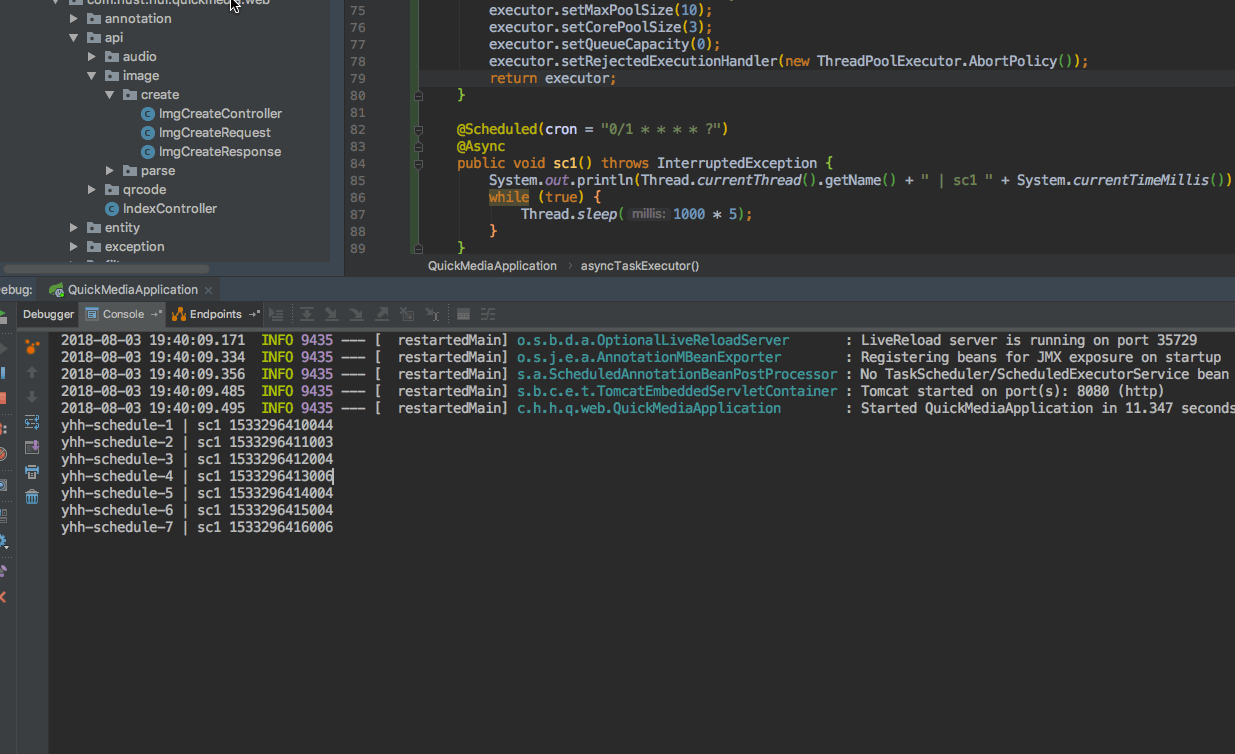 com.hust.hui.quickmedia.web
annotation
api
audio
image
create
ImgCreateController
ImgCreateRequest
ImgCreateResponse
parse
qrcode
IndexController
entity
exception
75 executor.setMaxPoolSize(10);
76 executor.setCorePoolSize(3);
77 executor.setQueueCapacity(0);
78 executor.setRejectedExecutionHandler(new ThreadPoolExecutor.AbortPolicy());
79 return executor;
80 }
81
82 @Scheduled(cron = "0/1 * * * * ?")
83 @Async
84 public void sc1() throws InterruptedException {
85 System.out.println(Thread.currentThread().getName() + " | sc1 " + System.currentTimeMillis())
86 while (true) {
87 Thread.sleep( millis: 1000 * 5);
88 }
89 }
QuickMediaApplication › asyncTaskExecutor()
ebug: QuickMediaApplication ×
Debugger Console Endpoints
2018-08-03 19:40:09.171 INFO 9435 --- [ restartedMain] o.s.b.d.a.OptionalLiveReloadServer : LiveReload server is running on port 35729
2018-08-03 19:40:09.334 INFO 9435 --- [ restartedMain] o.s.j.e.a.AnnotationMBeanExporter : Registering beans for JMX exposure on startup
2018-08-03 19:40:09.356 INFO 9435 --- [ restartedMain] s.a.ScheduledAnnotationBeanPostProcessor : No TaskScheduler/ScheduledExecutorService bean
2018-08-03 19:40:09.485 INFO 9435 --- [ restartedMain] s.b.c.e.t.TomcatEmbeddedServletContainer : Tomcat started on port(s): 8080 (http)
2018-08-03 19:40:09.495 INFO 9435 --- [ restartedMain] c.h.h.q.web.QuickMediaApplication : Started QuickMediaApplication in 11.347 seconds
yhh-schedule-1 | sc1 1533296410044
yhh-schedule-2 | sc1 1533296411003
yhh-schedule-3 | sc1 1533296412004
yhh-schedule-4 | sc1 1533296413006
yhh-schedule-5 | sc1 1533296414004
yhh-schedule-6 | sc1 1533296415004
yhh-schedule-7 | sc1 1533296416006